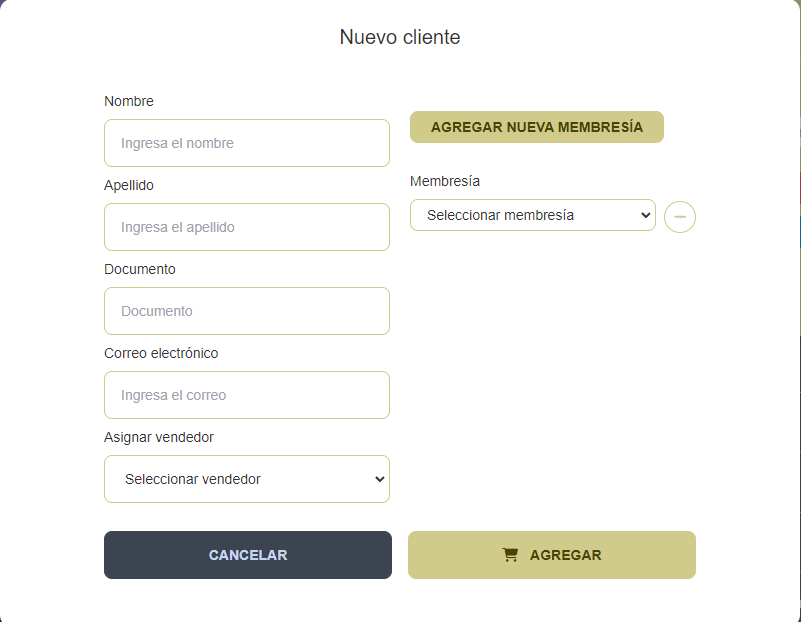 Nuevo cliente
Nombre
Ingresa el nombre
Apellido
Ingresa el apellido
Documento
Documento
Correo electrónico
Ingresa el correo
Asignar vendedor
Seleccionar vendedor
AGREGAR NUEVA MEMBRESÍA
Membresía
Seleccionar membresía
CANCELAR
AGREGAR